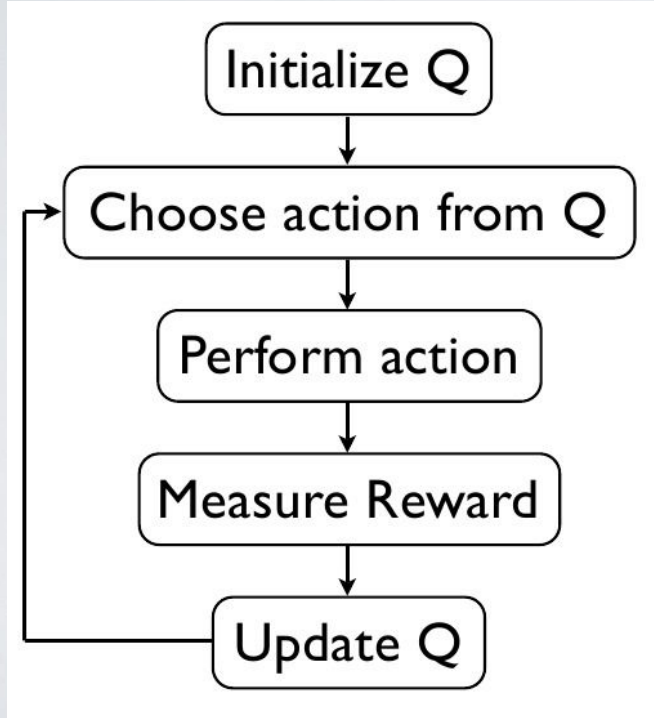 Initialize Q
Choose action from Q
Perform action
Measure Reward
Update Q